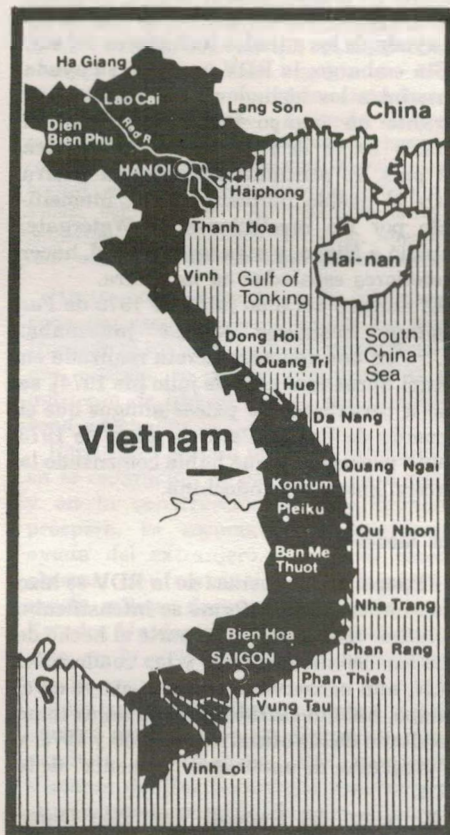 Ha Giang
Lao Cai
Lang Son
China
Dien
Bien Phu
Red R
HANOI
Haiphong
Thanh Hoa
Hai-nan
Vinh
Gulf of
Tonking
Dong Hoi
South
China
Sea
Quang Tri
Hue
Da Nang
Vietnam
Quang Ngai
Kontum
Pleiku
Qui Nhon
Ban Me
Thuot
Nha Trang
Bien Hoa
Phan Rang
SAIGON
Phan Thiet
Vung Tau
Vinh Loi